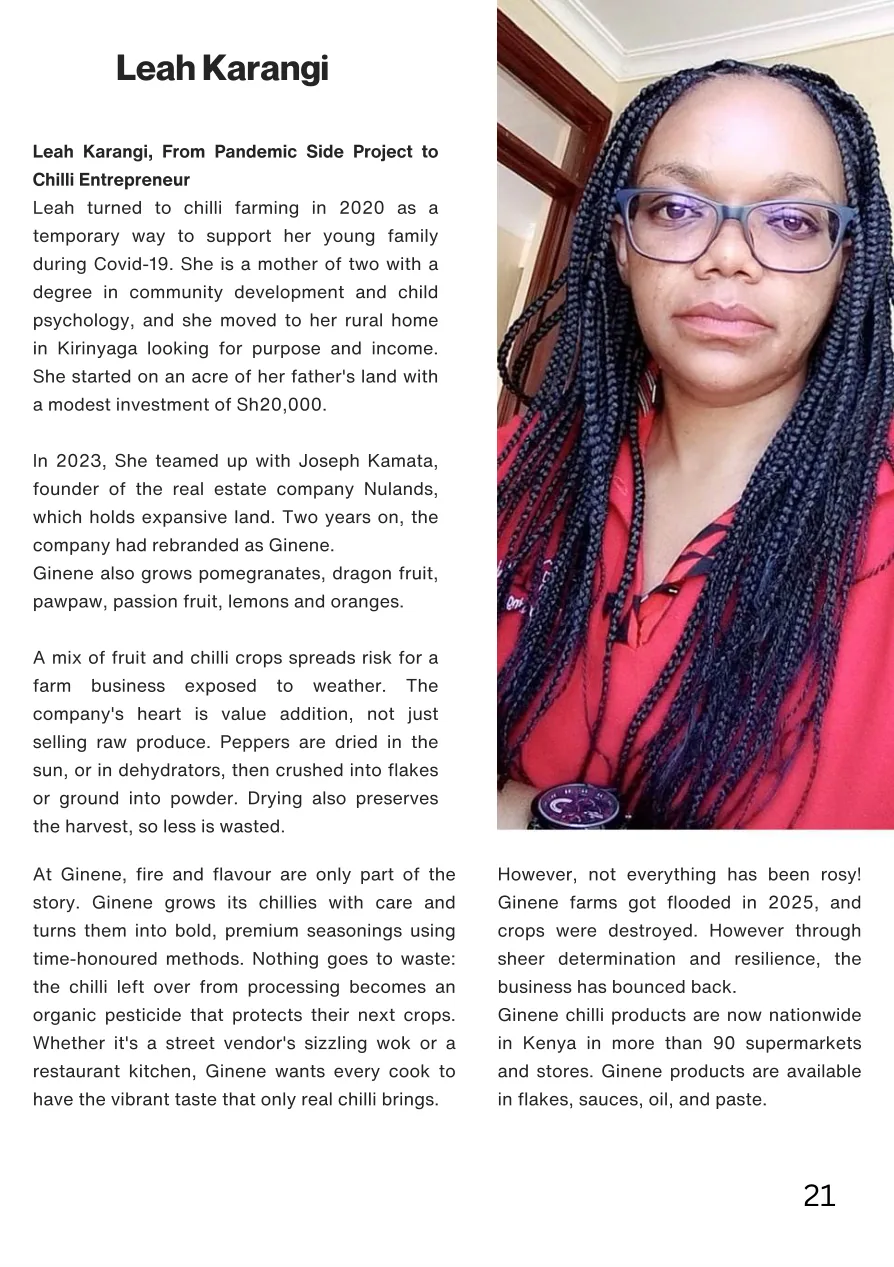 Leah Karangi
Leah Karangi, From Pandemic Side Project to
Chilli Entrepreneur
Leah turned to chilli farming in 2020 as a
temporary way to support her young family
during Covid-19. She is a mother of two with a
degree in community development and child
psychology, and she moved to her rural home
in Kirinyaga looking for purpose and income.
She started on an acre of her father's land with
a modest investment of Sh20,000.
In 2023, She teamed up with Joseph Kamata,
founder of the real estate company Nulands,
which holds expansive land. Two years on, the
company had rebranded as Ginene.
Ginene also grows pomegranates, dragon fruit,
pawpaw, passion fruit, lemons and oranges.
A mix of fruit and chilli crops spreads risk for a
farm business exposed to weather. The
company's heart is value addition, not just
selling raw produce. Peppers are dried in the
sun, or in dehydrators, then crushed into flakes
or ground into powder. Drying also preserves
the harvest, so less is wasted.
At Ginene, fire and flavour are only part of the
story. Ginene grows its chillies with care and
turns them into bold, premium seasonings using
time-honoured methods. Nothing goes to waste:
the chilli left over from processing becomes an
organic pesticide that protects their next crops.
Whether it's a street vendor's sizzling wok or a
restaurant kitchen, Ginene wants every cook to
have the vibrant taste that only real chilli brings.
However, not everything has been rosy!
Ginene farms got flooded in 2025, and
crops were destroyed. However through
sheer determination and resilience, the
business has bounced back.
Ginene chilli products are now nationwide
in Kenya in more than 90 supermarkets
and stores. Ginene products are available
in flakes, sauces, oil, and paste.
21